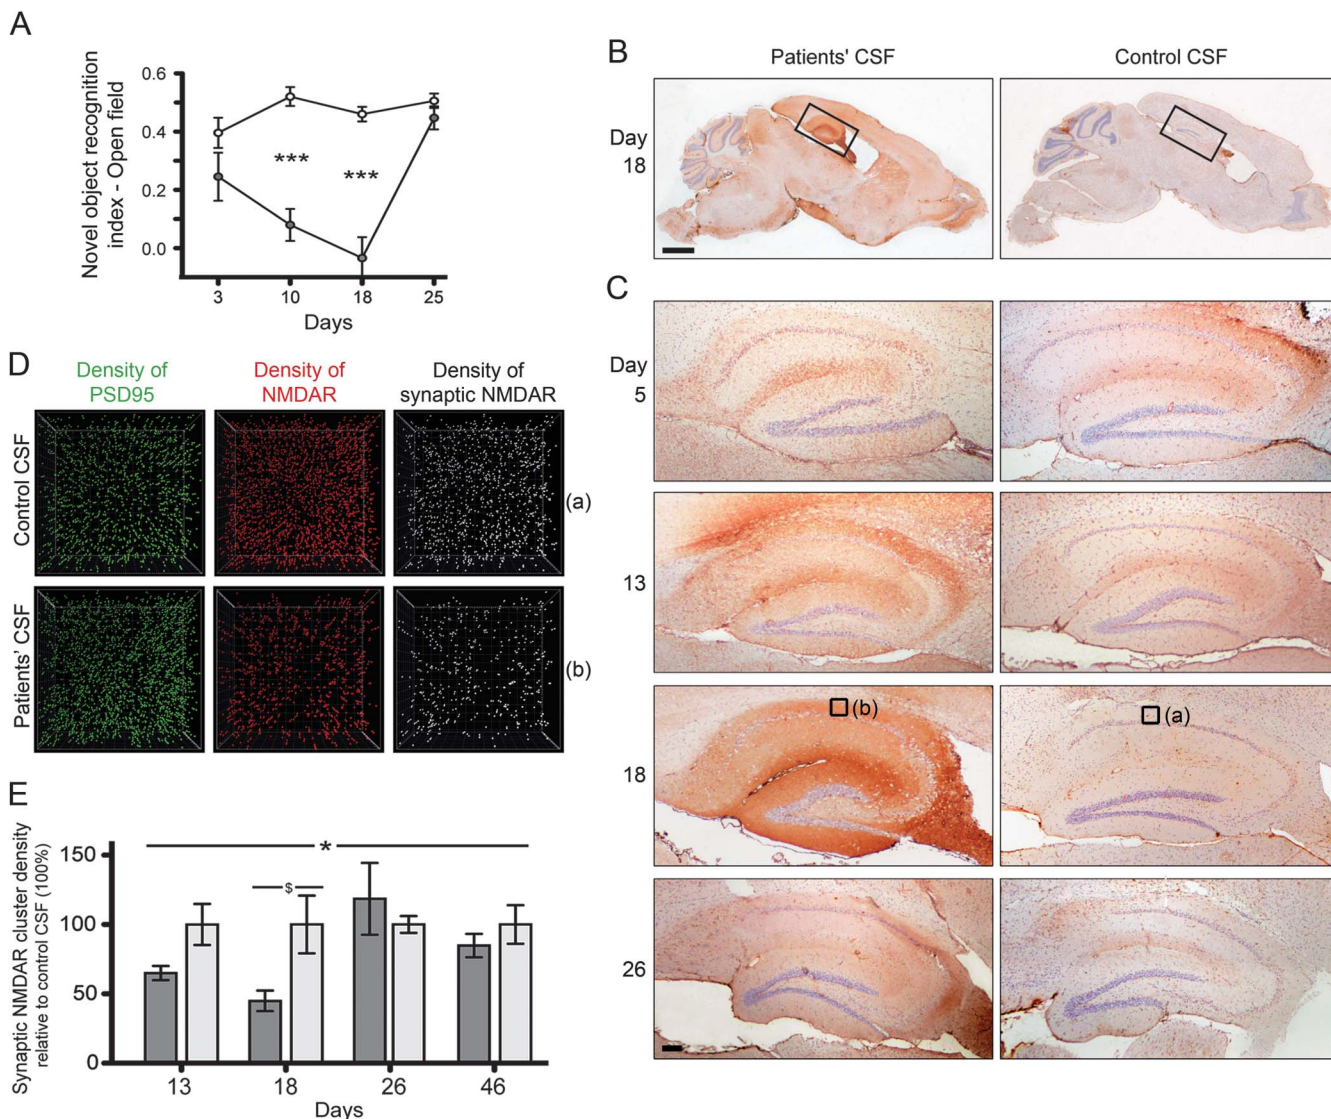 A
Novel object recognition
index - Open field
0.6
0.4
0.2
0.0
***
***
3 10 18 25
Days
B
Patients' CSF Control CSF
Day
18
C
Day
5
13
18
(b)
(a)
26
D
Density of
PSD95
Density of
NMDAR
Density of
synaptic NMDAR
Control CSF
(a)
Patients' CSF
(b)
E
Synaptic NMDAR cluster density
relative to control CSF (100%)
150
100
50
0
*
$
13 18 26 46
Days